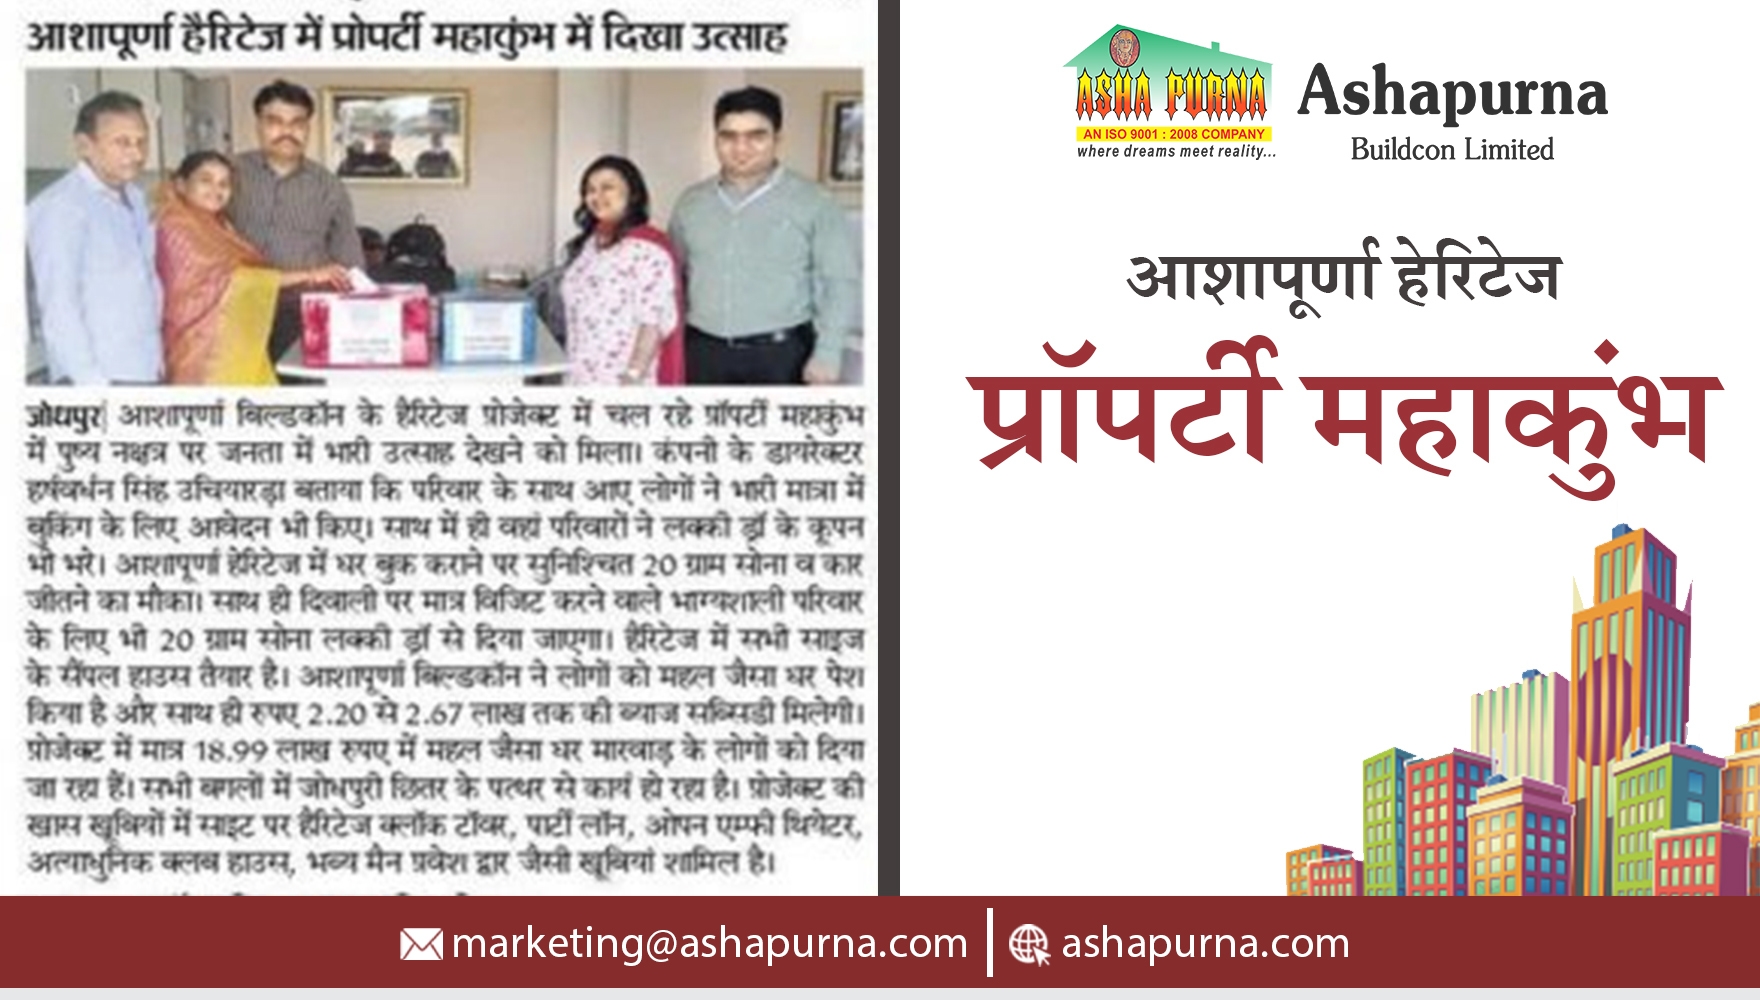 आशापूर्णा हैरिटेज में प्रोपर्टी महाकुंभ में दिखा उत्साह
जोधपुर| आशापूर्णा बिल्डकॉन के हैरिटेज प्रोजेक्ट में चल रहे प्रॉपर्टी महाकुंभ
में पुष्य नक्षत्र पर जनता में भारी उत्साह देखने को मिला। कंपनी के डायरेक्टर
हर्षवर्धन सिंह उचियारड़ा बताया कि परिवार के साथ आए लोगों ने भारी मात्रा में
बुकिंग के लिए आवेदन भी किए। साथ में ही वहां परिवारों ने लक्की ड्रॉ के कूपन
भी भरे। आशापूर्णा हेरिटेज में घर बुक कराने पर सुनिश्चित 20 ग्राम सोना व कार
जीतने का मौका। साथ ही दिवाली पर मात्र विजिट करने वाले भाग्यशाली परिवार
के लिए भी 20 ग्राम सोना लक्की ड्रॉ से दिया जाएगा। हैरिटेज में सभी साइज
के सैंपल हाउस तैयार है। आशापूर्णा बिल्डकॉन ने लोगों को महल जैसा घर पेश
किया है और साथ ही रुपए 2.20 से 2.67 लाख तक की ब्याज सब्सिडी मिलेगी।
प्रोजेक्ट में मात्र 18.99 लाख रुपए में महल जैसा घर मारवाड़ के लोगों को दिया
जा रहा हैं। सभी बगलों में जोधपुरी छितर के पत्थर से कार्य हो रहा है। प्रोजेक्ट की
खास खूबियों में साइट पर हैरिटेज क्लॉक टॉवर, पार्टी लॉन, ओपन एम्फी थियेटर,
अत्याधुनिक क्लब हाउस, भव्य मैन प्रवेश द्वार जैसी खूबियां शामिल है।
ASHA PURNA
AN ISO 9001 : 2008 COMPANY
where dreams meet reality...
Ashapurna
Buildcon Limited
आशापूर्णा हेरिटेज
प्रॉपर्टी महाकुंभ
marketing@ashapurna.com
ashapurna.com